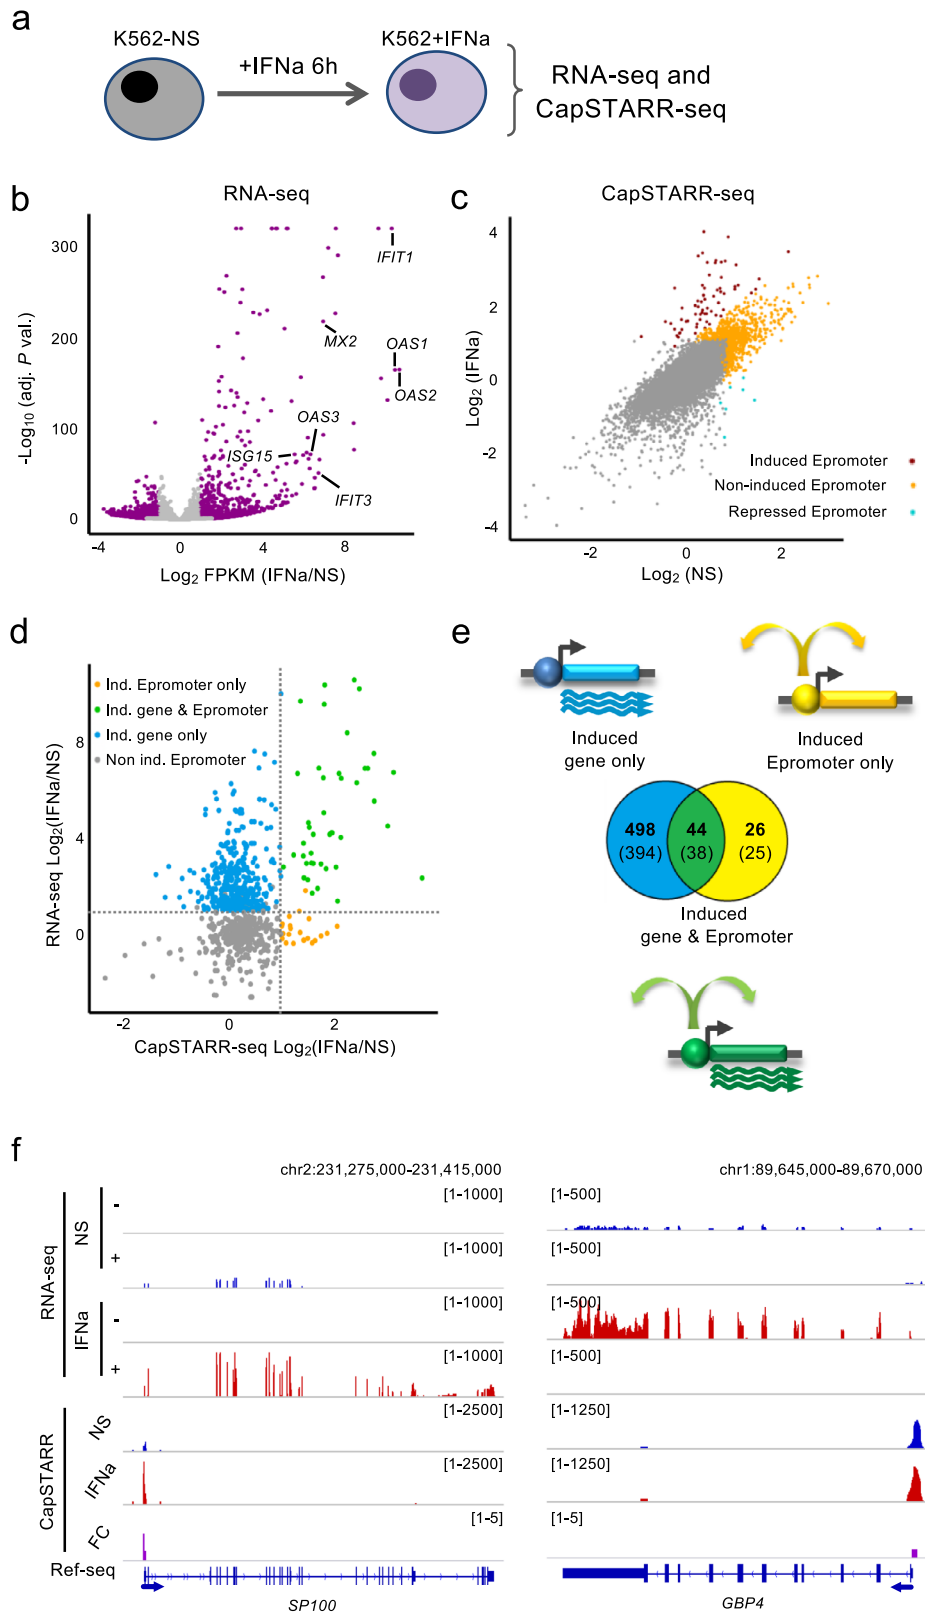 a
K562-NS
+IFNa 6h
K562+IFNa
RNA-seq and
CapSTARR-seq
b
RNA-seq
-Log10 (adj. P val.)
300
200
100
0
IFIT1
MX2
OAS1
OAS2
OAS3
ISG15
IFIT3
-4
0
4
8
Log2 FPKM (IFNa/NS)
c
CapSTARR-seq
Log2 (IFNa)
4
2
0
-2
-4
Induced Epromoter
Non-induced Epromoter
Repressed Epromoter
-2
0
2
Log2 (NS)
d
Ind. Epromoter only
Ind. gene & Epromoter
Ind. gene only
Non ind. Epromoter
RNA-seq Log2(IFNa/NS)
8
4
0
-2
0
2
CapSTARR-seq Log2(IFNa/NS)
e
Induced
gene only
Induced
Epromoter only
498
(394)
44
(38)
26
(25)
Induced
gene & Epromoter
f
chr2:231,275,000-231,415,000
chr1:89,645,000-89,670,000
RNA-seq
NS
-
[1-1000]
[1-500]
+
[1-1000]
[1-500]
IFNa
-
[1-1000]
[1-500]
+
[1-1000]
[1-500]
CapSTARR
NS
[1-2500]
[1-1250]
IFNa
[1-2500]
[1-1250]
FC
[1-5]
[1-5]
Ref-seq
SP100
GBP4